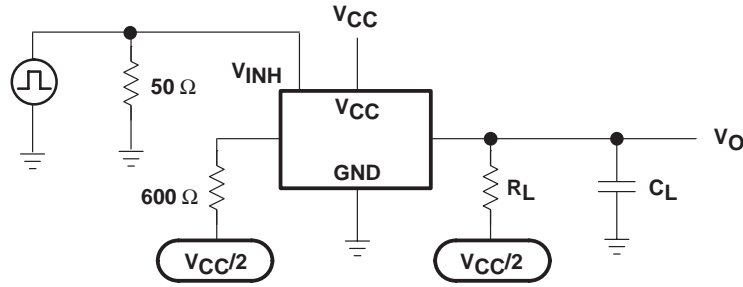 VCC
VINH
50 Ω
VCC
VO
GND
600 Ω
RL
CL
VCC/2
VCC/2